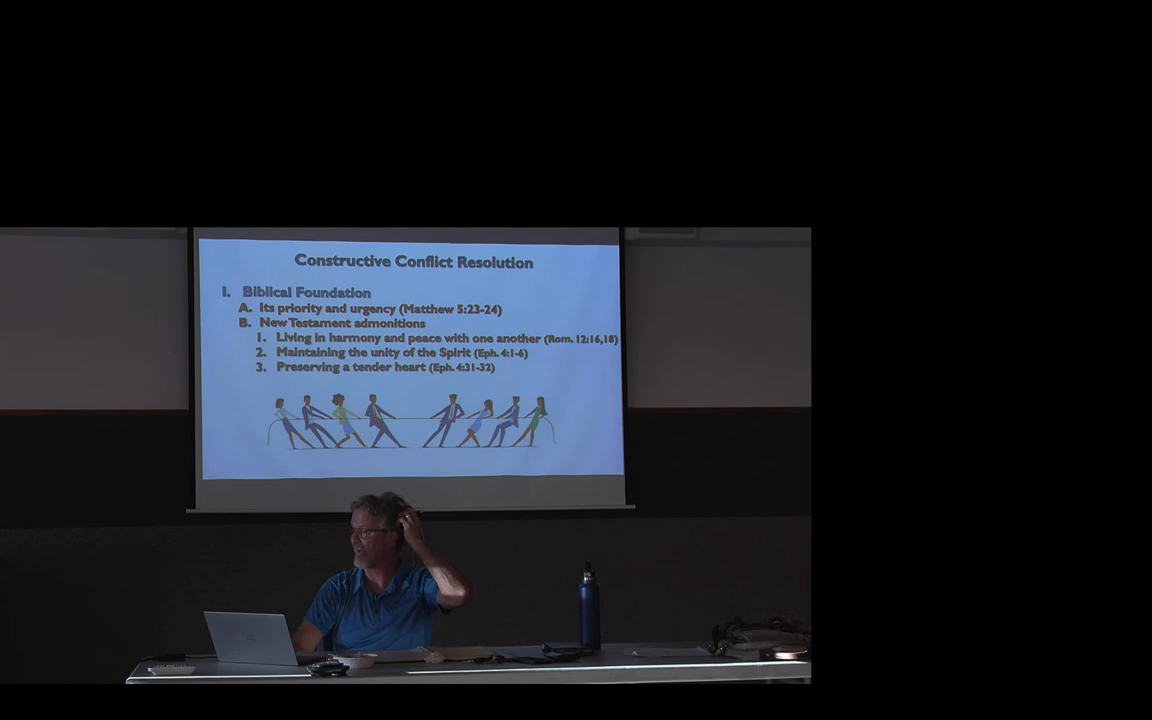 Constructive Conflict Resolution
I. Biblical Foundation
A. Its priority and urgency (Matthew 5:23-24)
B. New Testament admonitions
1. Living in harmony and peace with one another (Rom. 12:16,18)
2. Maintaining the unity of the Spirit (Eph. 4:1-6)
3. Preserving a tender heart (Eph. 4:31-32)